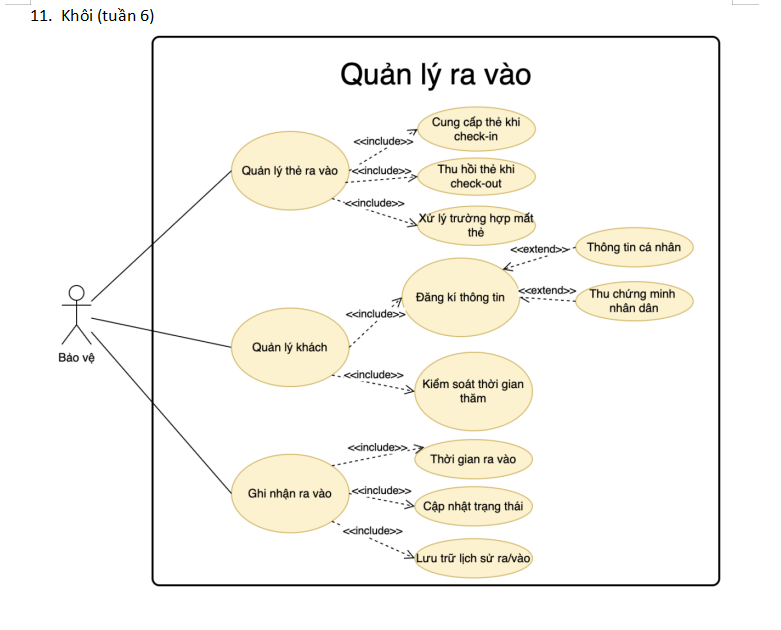 11. Khôi (tuần 6)
Quản lý ra vào
Cung cấp thẻ khi
check-in
<<include>>
Quản lý thẻ ra vào
<<include>>
Thu hồi thẻ khi
check-out
<<include>>
Xử lý trường hợp mất
thẻ
<<extend>>
Thông tin cá nhân
Đăng kí thông tin
<<extend>>
Thu chứng minh
nhân dân
<<include>>
Bảo vệ
Quản lý khách
<<include>>
Kiểm soát thời gian
thăm
<<include>>
Thời gian ra vào
Ghi nhận ra vào
<<include>>
Cập nhật trạng thái
<<include>>
Lưu trữ lịch sử ra/vào